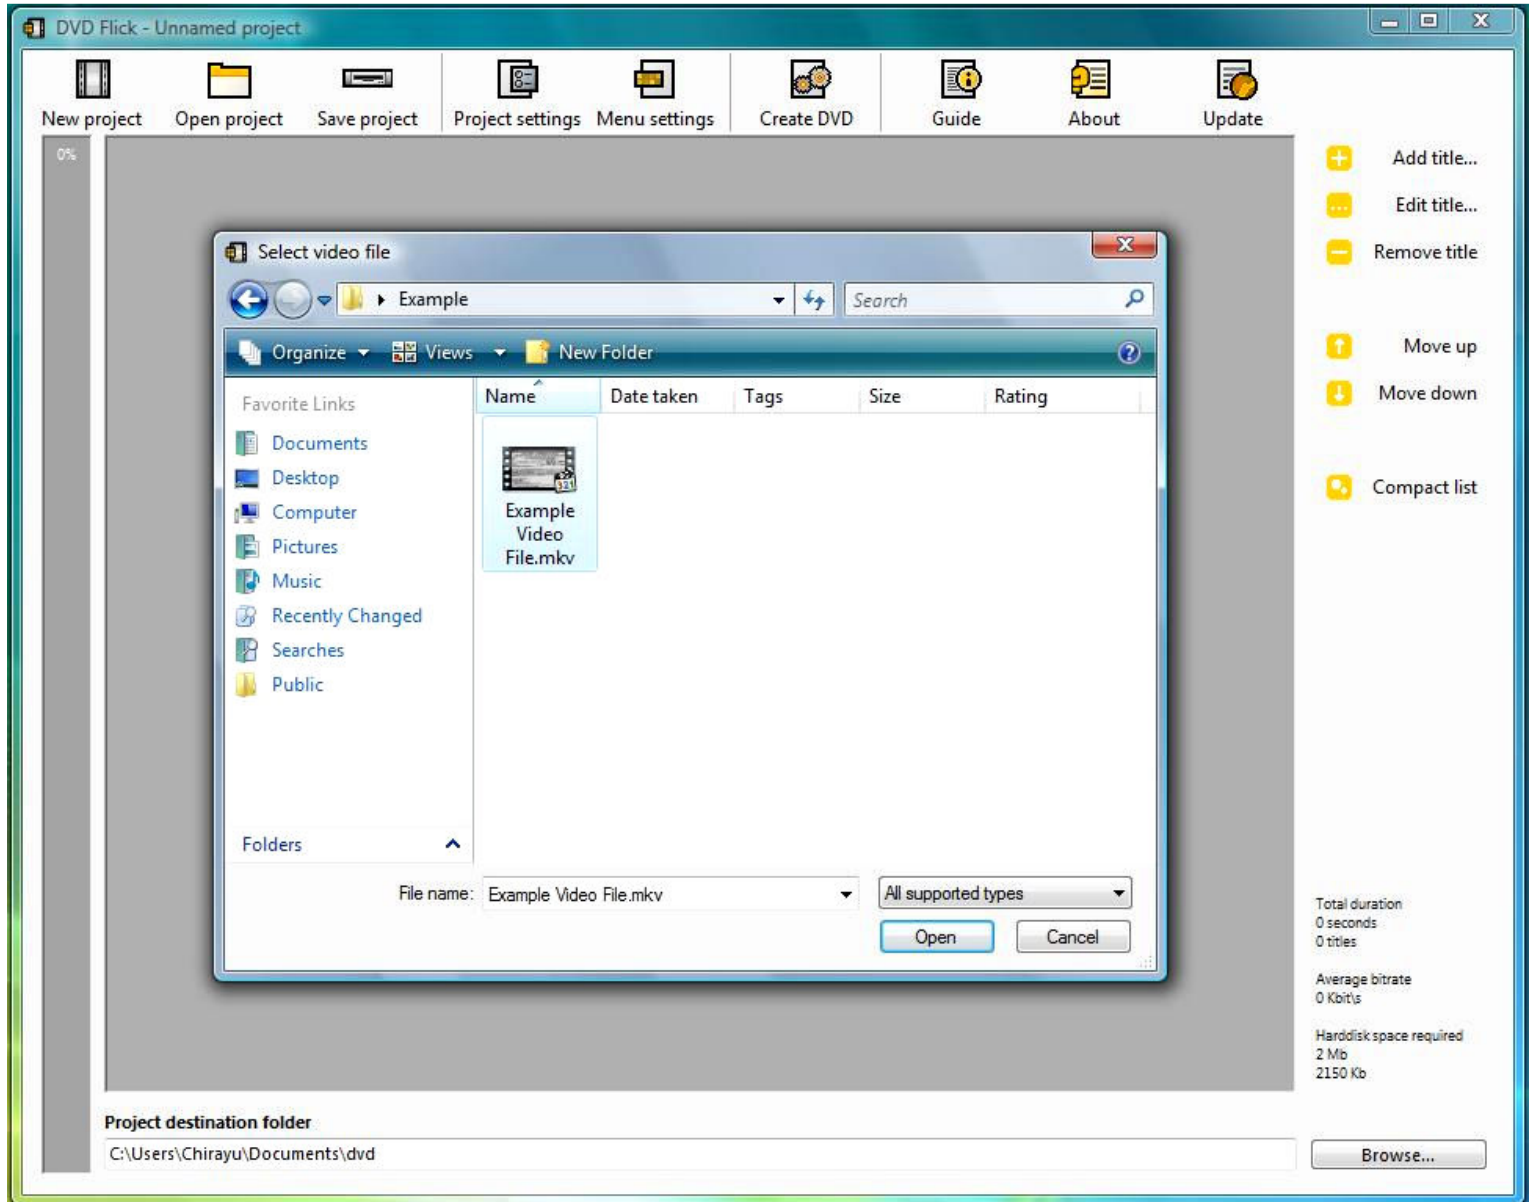 DVD Flick - Unnamed project
New project
Open project
Save project
Project settings
Menu settings
Create DVD
Guide
About
Update
0%
Add title...
Edit title...
Remove title
Move up
Move down
Compact list
Select video file
Example
Search
Organize
Views
New Folder
Favorite Links
Documents
Desktop
Computer
Pictures
Music
Recently Changed
Searches
Public
Folders
Name
Date taken
Tags
Size
Rating
321
Example
Video
File.mkv
File name:
Example Video File.mkv
All supported types
Open
Cancel
Total duration
0 seconds
0 titles
Average bitrate
0 Kbit\s
Harddisk space required
2 Mb
2150 Kb
Project destination folder
C:\Users\Chirayu\Documents\dvd
Browse...